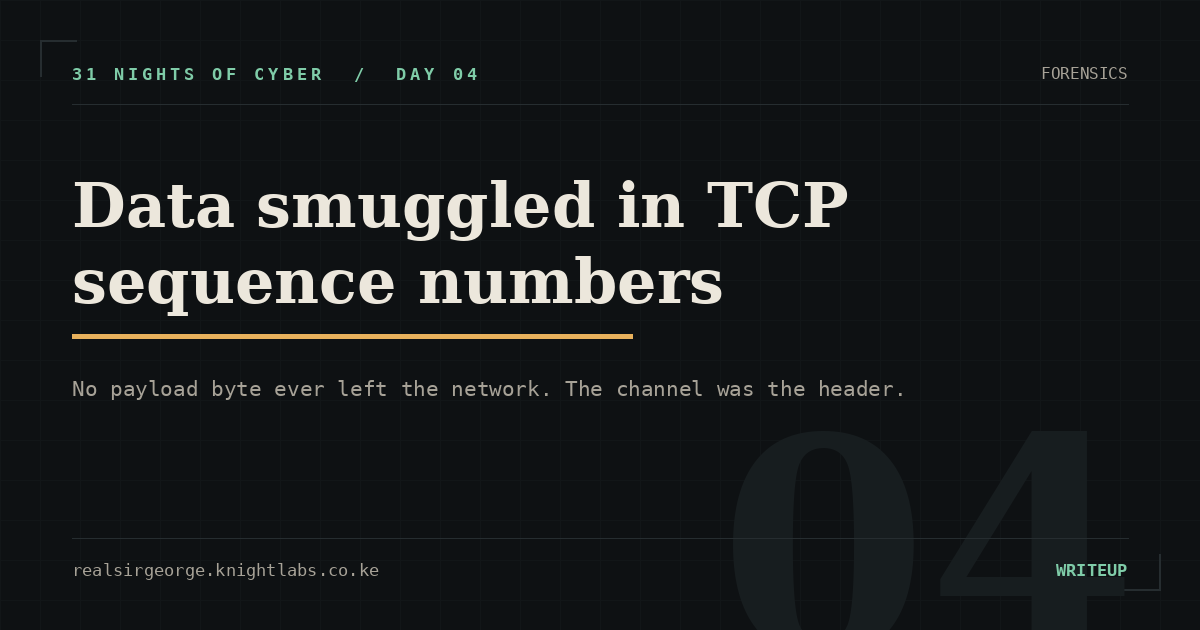 31 NIGHTS OF CYBER / DAY 04
FORENSICS
Data smuggled in TCP
sequence numbers
No payload byte ever left the network. The channel was the header.
04
realsirgeorge.knightlabs.co.ke
WRITEUP